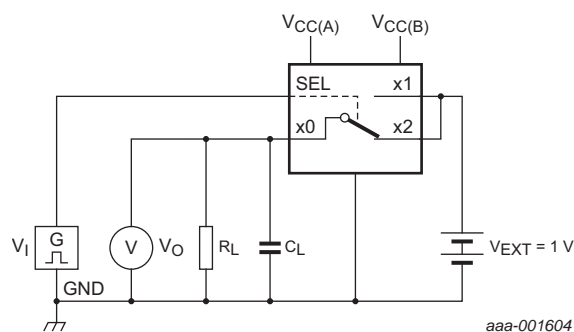 VCC(A) VCC(B)
SEL x1
x0 x2
VI G V VO RL CL VEXT = 1 V
GND
aaa-001604